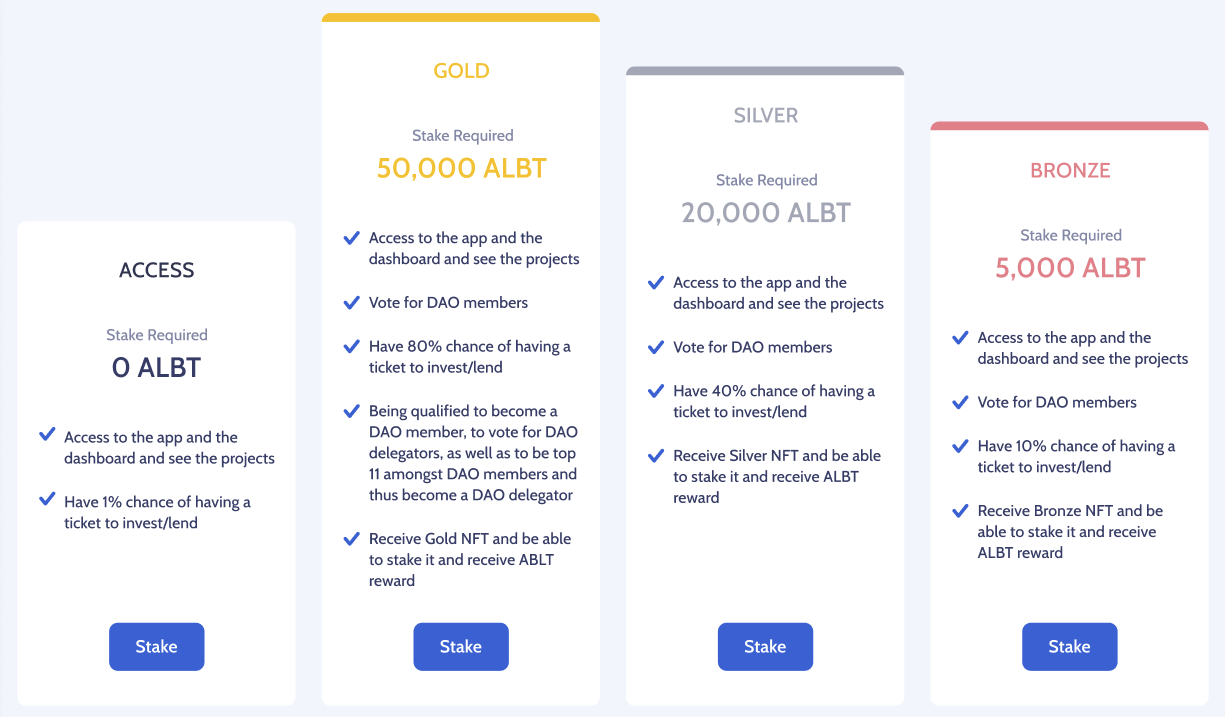 ACCESS
Stake Required
0 ALBT
Access to the app and the
dashboard and see the projects
Have 1% chance of having a
ticket to invest/lend
Stake
GOLD
Stake Required
50,000 ALBT
Access to the app and the
dashboard and see the projects
Vote for DAO members
Have 80% chance of having a
ticket to invest/lend
Being qualified to become a
DAO member, to vote for DAO
delegators, as well as to be top
11 amongst DAO members and
thus become a DAO delegator
Receive Gold NFT and be able
to stake it and receive ABLT
reward
Stake
SILVER
Stake Required
20,000 ALBT
Access to the app and the
dashboard and see the projects
Vote for DAO members
Have 40% chance of having a
ticket to invest/lend
Receive Silver NFT and be able
to stake it and receive ALBT
reward
Stake
BRONZE
Stake Required
5,000 ALBT
Access to the app and the
dashboard and see the projects
Vote for DAO members
Have 10% chance of having a
ticket to invest/lend
Receive Bronze NFT and be
able to stake it and receive
ALBT reward
Stake